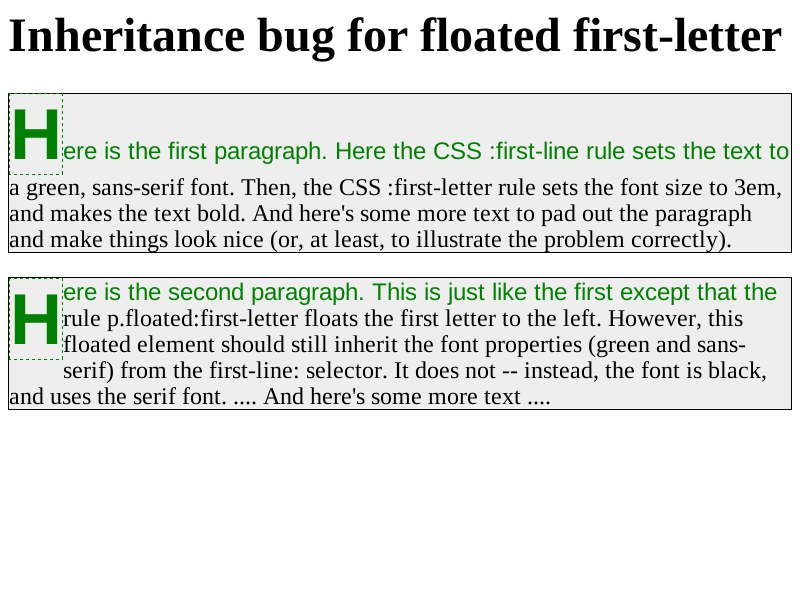 Inheritance bug for floated first-letter
Here is the first paragraph. Here the CSS :first-line rule sets the text to
a green, sans-serif font. Then, the CSS :first-letter rule sets the font size to 3em,
and makes the text bold. And here's some more text to pad out the paragraph
and make things look nice (or, at least, to illustrate the problem correctly).
Here is the second paragraph. This is just like the first except that the
rule p.floated:first-letter floats the first letter to the left. However, this
floated element should still inherit the font properties (green and sans-
serif) from the first-line: selector. It does not -- instead, the font is black,
and uses the serif font. .... And here's some more text ....